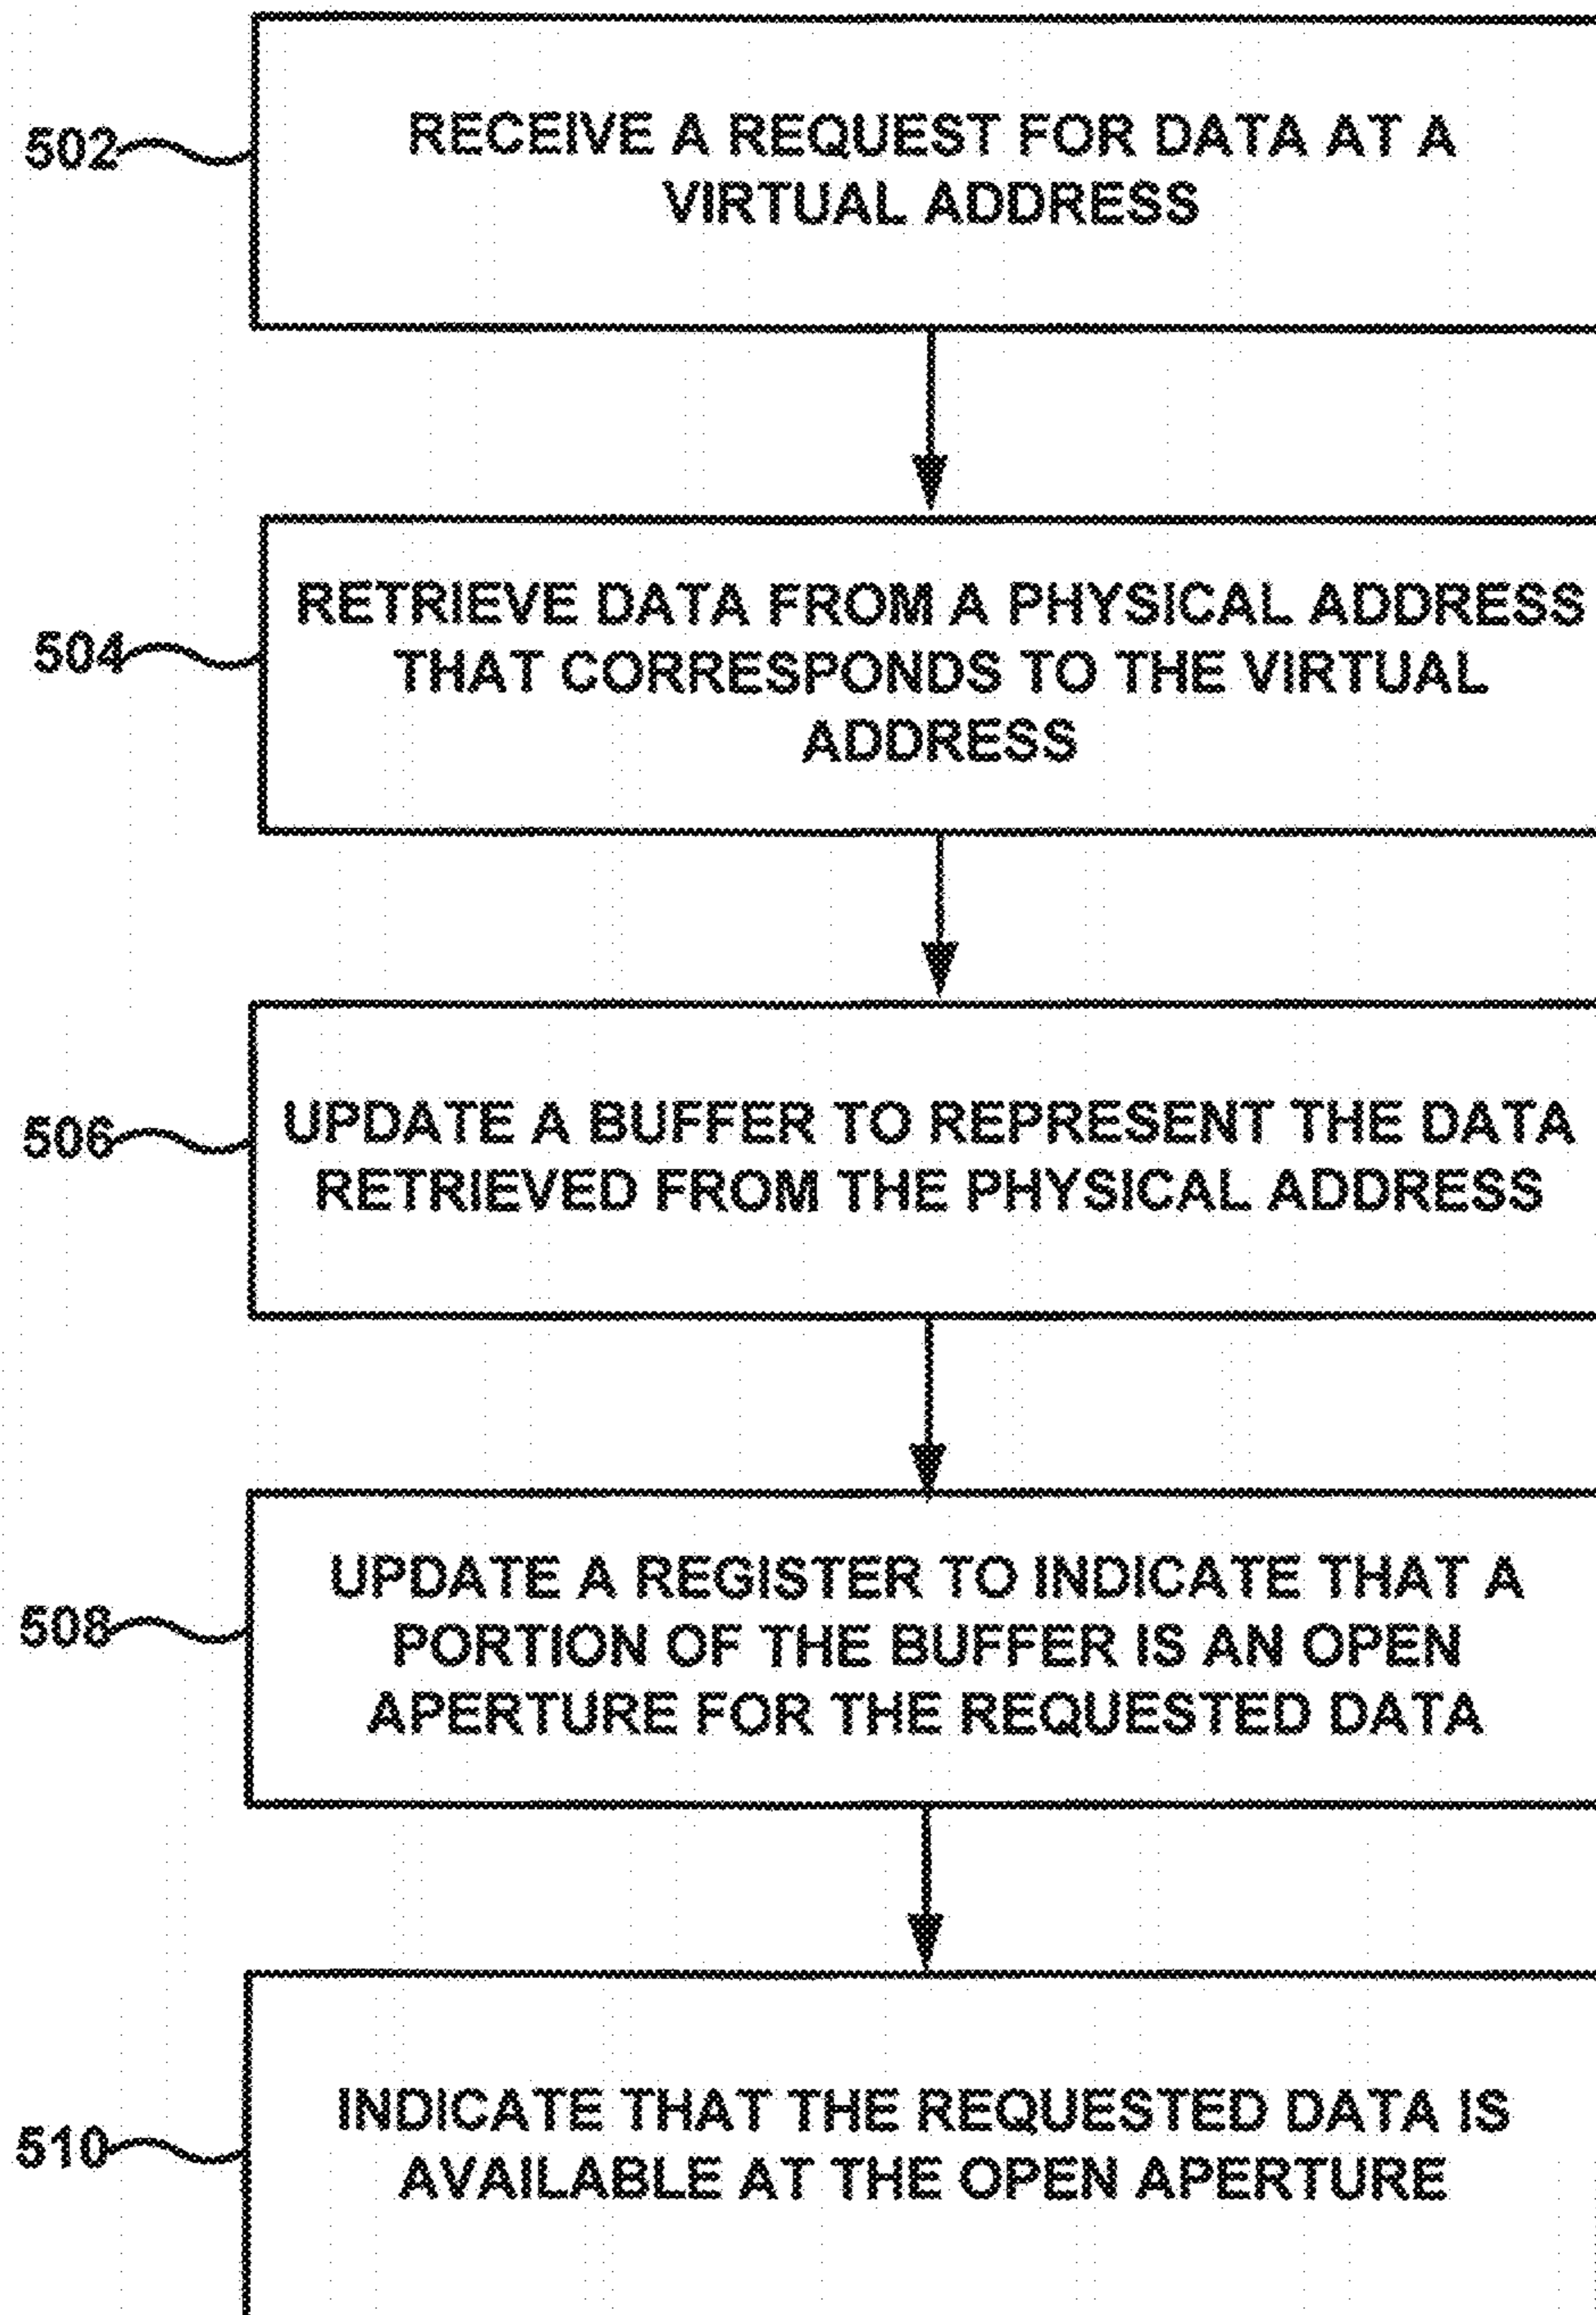 502
RECEIVE A REQUEST FOR DATA AT A
VIRTUAL ADDRESS
504
RETRIEVE DATA FROM A PHYSICAL ADDRESS
THAT CORRESPONDS TO THE VIRTUAL
ADDRESS
506
UPDATE A BUFFER TO REPRESENT THE DATA
RETRIEVED FROM THE PHYSICAL ADDRESS
508
UPDATE A REGISTER TO INDICATE THAT A
PORTION OF THE BUFFER IS AN OPEN
APERTURE FOR THE REQUESTED DATA
510
INDICATE THAT THE REQUESTED DATA IS
AVAILABLE AT THE OPEN APERTURE